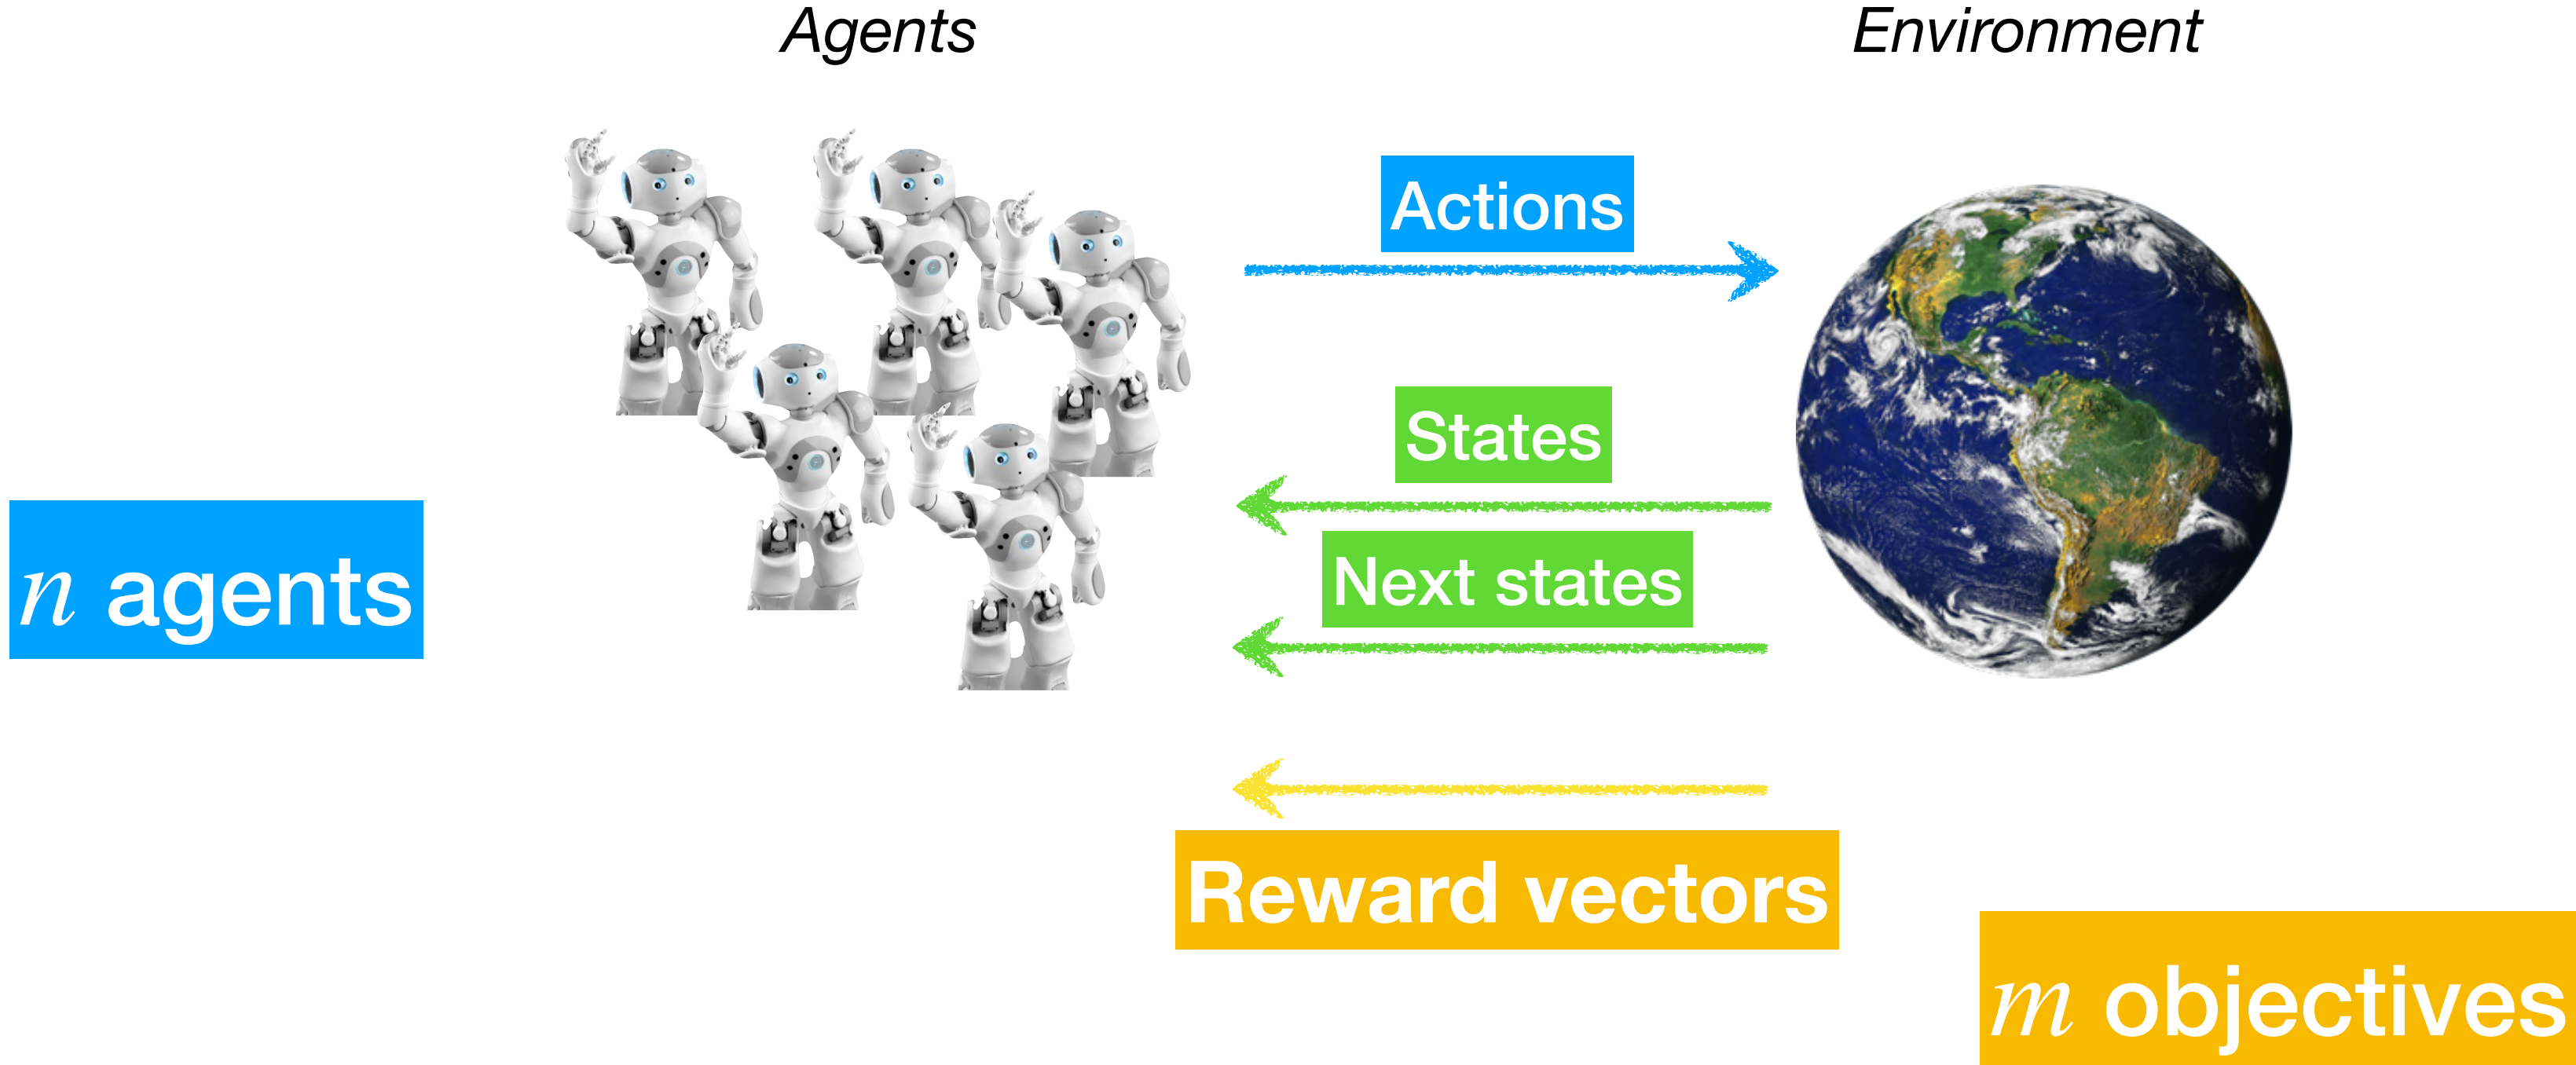 Agents
Environment
Actions
States
Next states
n agents
Reward vectors
m objectives